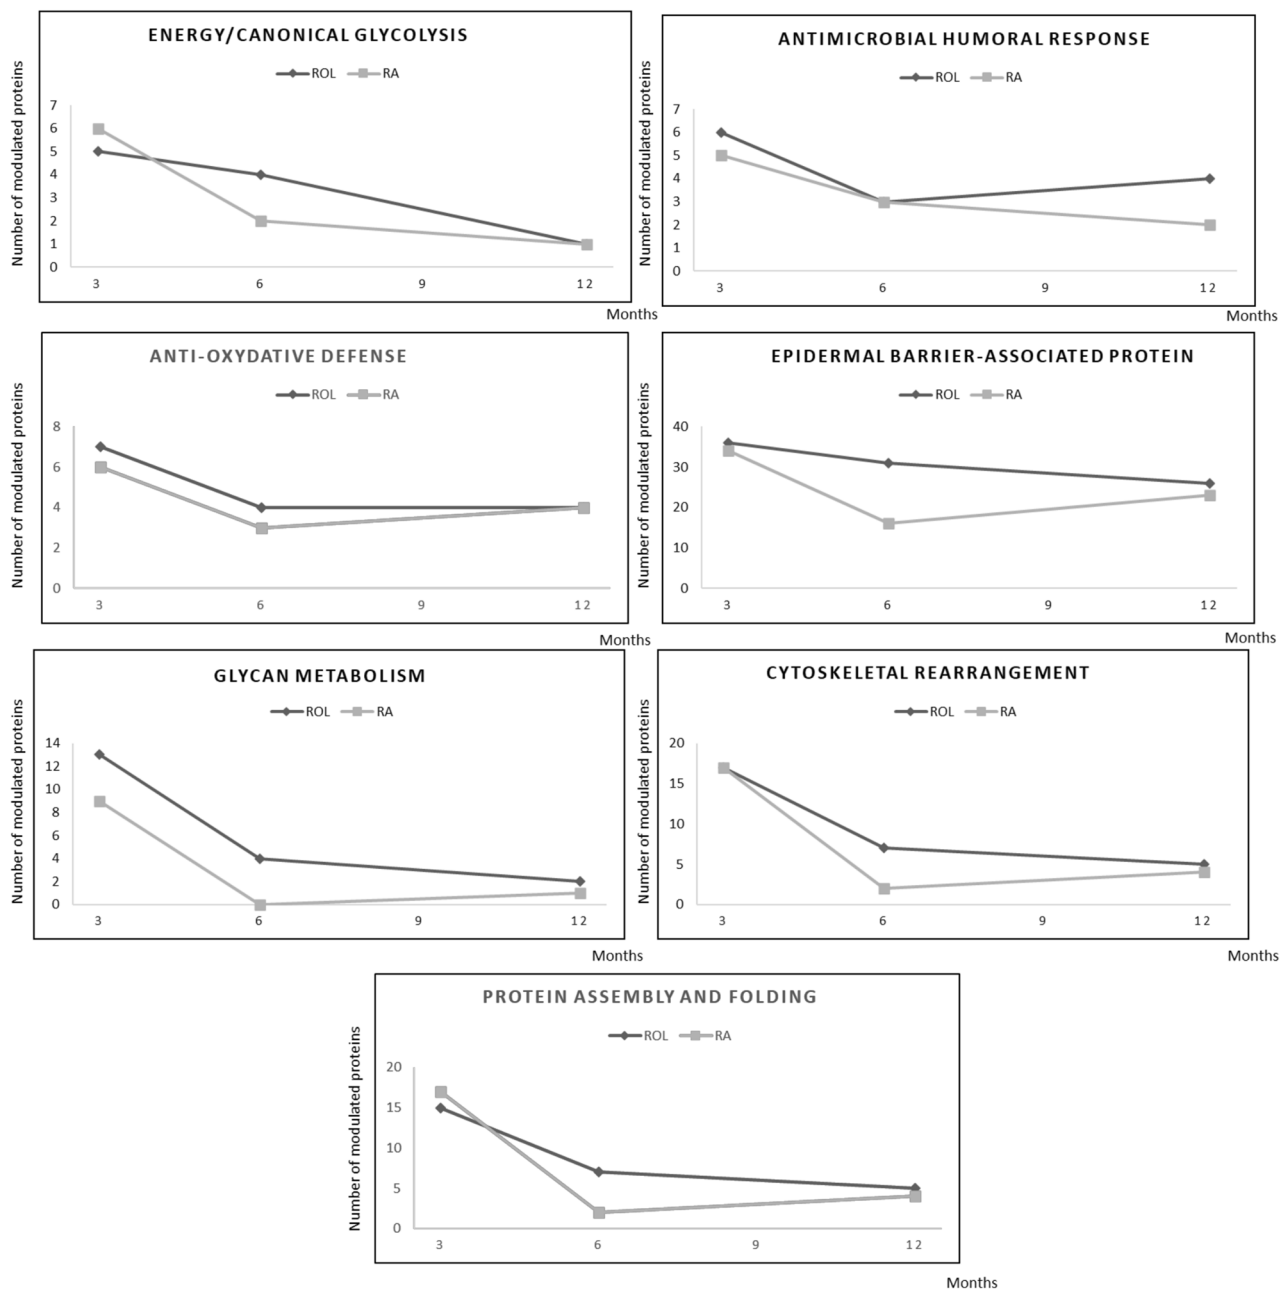 ENERGY/CANONICAL GLYCOLYSIS
ROL RA
Number of modulated proteins
7
6
5
4
3
2
1
0
3 6 9 12
Months
ANTIMICROBIAL HUMORAL RESPONSE
ROL RA
Number of modulated proteins
7
6
5
4
3
2
1
0
3 6 9 12
Months
ANTI-OXYDATIVE DEFENSE
ROL RA
Number of modulated proteins
8
6
4
2
0
3 6 9 12
Months
EPIDERMAL BARRIER-ASSOCIATED PROTEIN
ROL RA
Number of modulated proteins
40
30
20
10
0
3 6 9 12
Months
GLYCAN METABOLISM
ROL RA
Number of modulated proteins
14
12
10
8
6
4
2
0
3 6 9 12
Months
CYTOSKELETAL REARRANGEMENT
ROL RA
Number of modulated proteins
20
15
10
5
0
3 6 9 12
Months
PROTEIN ASSEMBLY AND FOLDING
ROL RA
Number of modulated proteins
20
15
10
5
0
3 6 9 12
Months